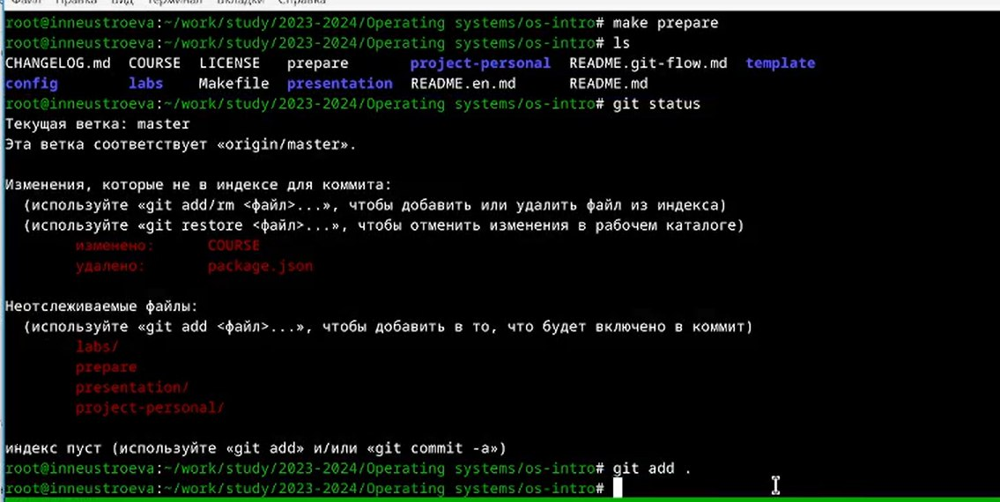 Файл Правка Вид Терминал Вкладки Справка
root@inneustroeva:~/work/study/2023-2024/Operating systems/os-intro# make prepare
root@inneustroeva:~/work/study/2023-2024/Operating systems/os-intro# ls
CHANGELOG.md COURSE LICENSE prepare project-personal README.git-flow.md template
config labs Makefile presentation README.en.md README.md
root@inneustroeva:~/work/study/2023-2024/Operating systems/os-intro# git status
Текущая ветка: master
Эта ветка соответствует «origin/master».
Изменения, которые не в индексе для коммита:
(используйте «git add/rm <файл>...», чтобы добавить или удалить файл из индекса)
(используйте «git restore <файл>...», чтобы отменить изменения в рабочем каталоге)
изменено: COURSE
удалено: package.json
Неотслеживаемые файлы:
(используйте «git add <файл>...», чтобы добавить в то, что будет включено в коммит)
labs/
prepare
presentation/
project-personal/
индекс пуст (используйте «git add» и/или «git commit -a»)
root@inneustroeva:~/work/study/2023-2024/Operating systems/os-intro# git add .
root@inneustroeva:~/work/study/2023-2024/Operating systems/os-intro#